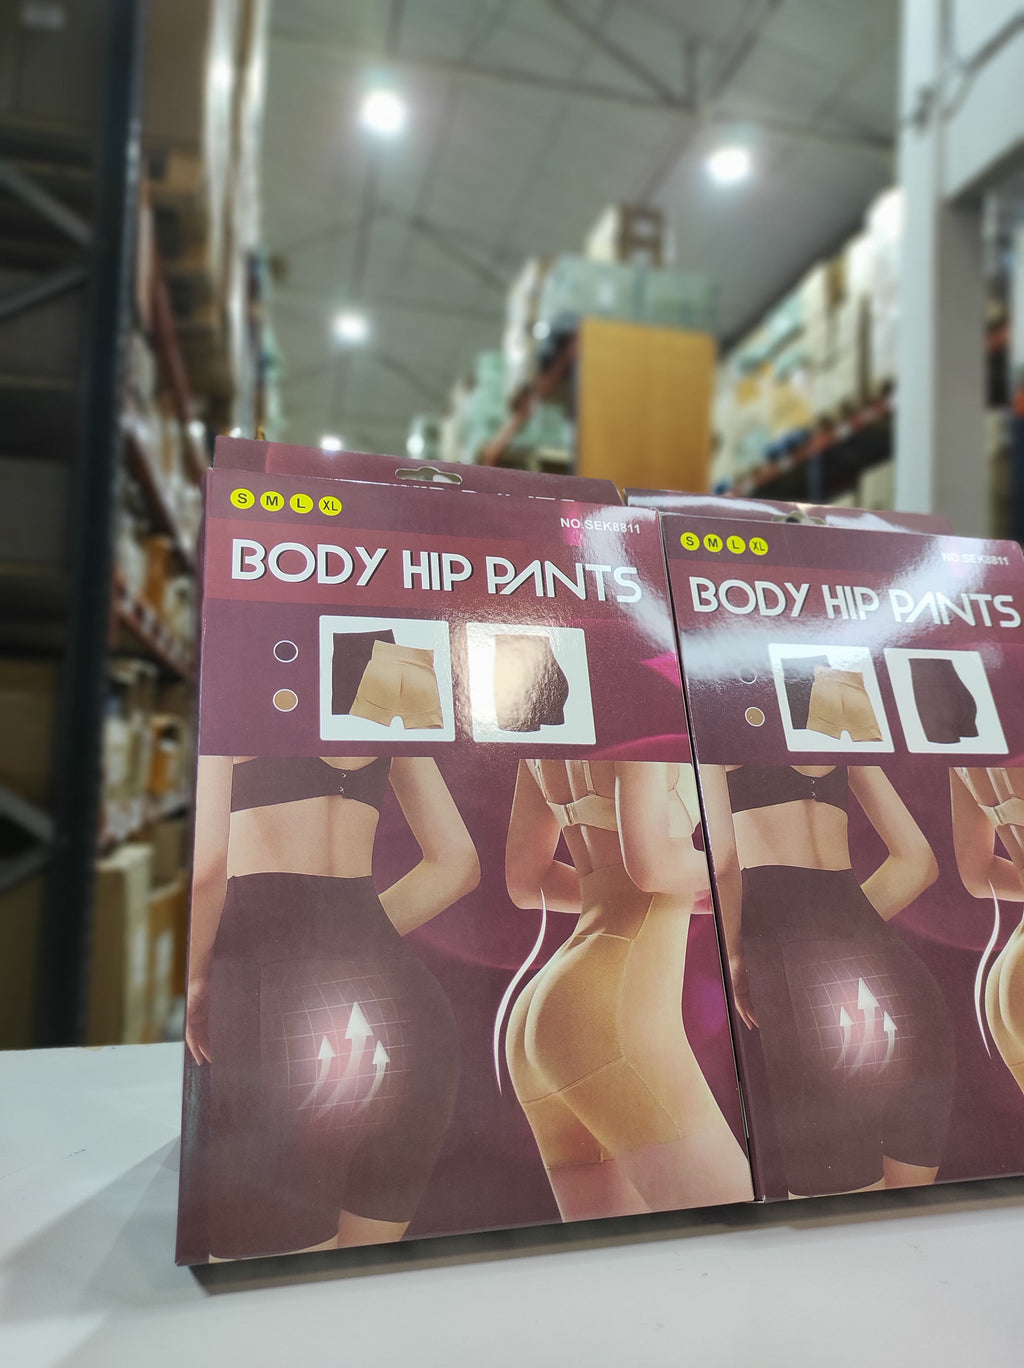 S M L XL
NO.SEK8811
BODY HIP PANTS
S M L XL
NO.SEK8811
BODY HIP PANTS